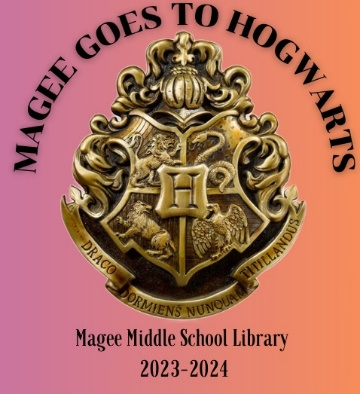 MAGEE GOES TO HOGWARTS
H
DRACO DORMIENS NUNQUAM TITILLANDUS
Magee Middle School Library
2023-2024